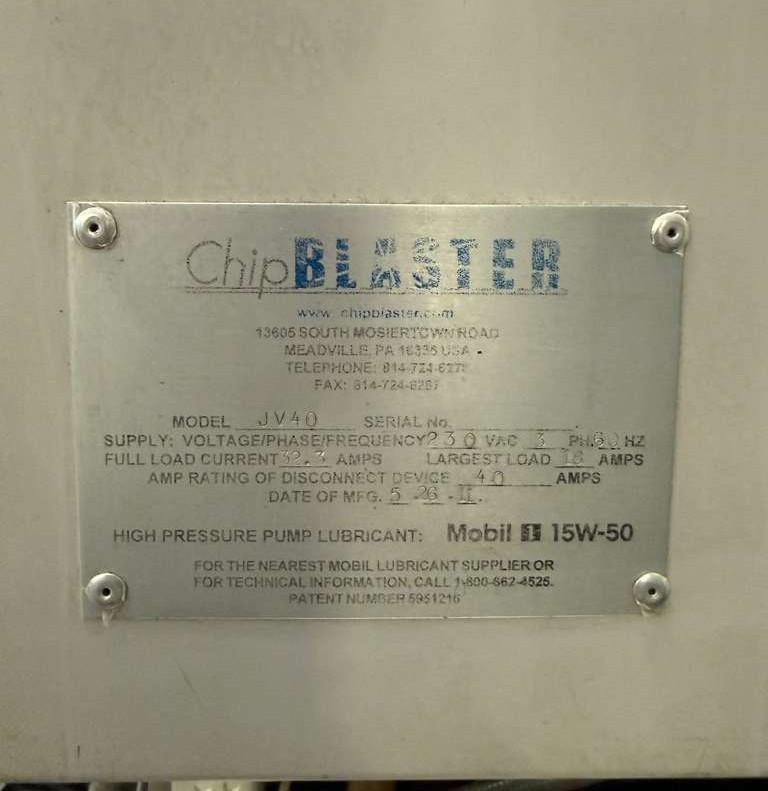 ChipBLASTER
www.chipblaster.com
13605 SOUTH MOSIERTOWN ROAD
MEADVILLE, PA 16335 USA
TELEPHONE: 814-724-6278
FAX: 814-724-6287
MODEL JV40 SERIAL No.
SUPPLY: VOLTAGE/PHASE/FREQUENCY 230 VAC 3 PH. 60 HZ
FULL LOAD CURRENT 32.3 AMPS LARGEST LOAD AMPS
AMP RATING OF DISCONNECT DEVICE 40 AMPS
DATE OF MFG. 5.26.11.
HIGH PRESSURE PUMP LUBRICANT: Mobil 1 15W-50
FOR THE NEAREST MOBIL LUBRICANT SUPPLIER OR
FOR TECHNICAL INFORMATION, CALL 1-800-662-4525.
PATENT NUMBER 5951216